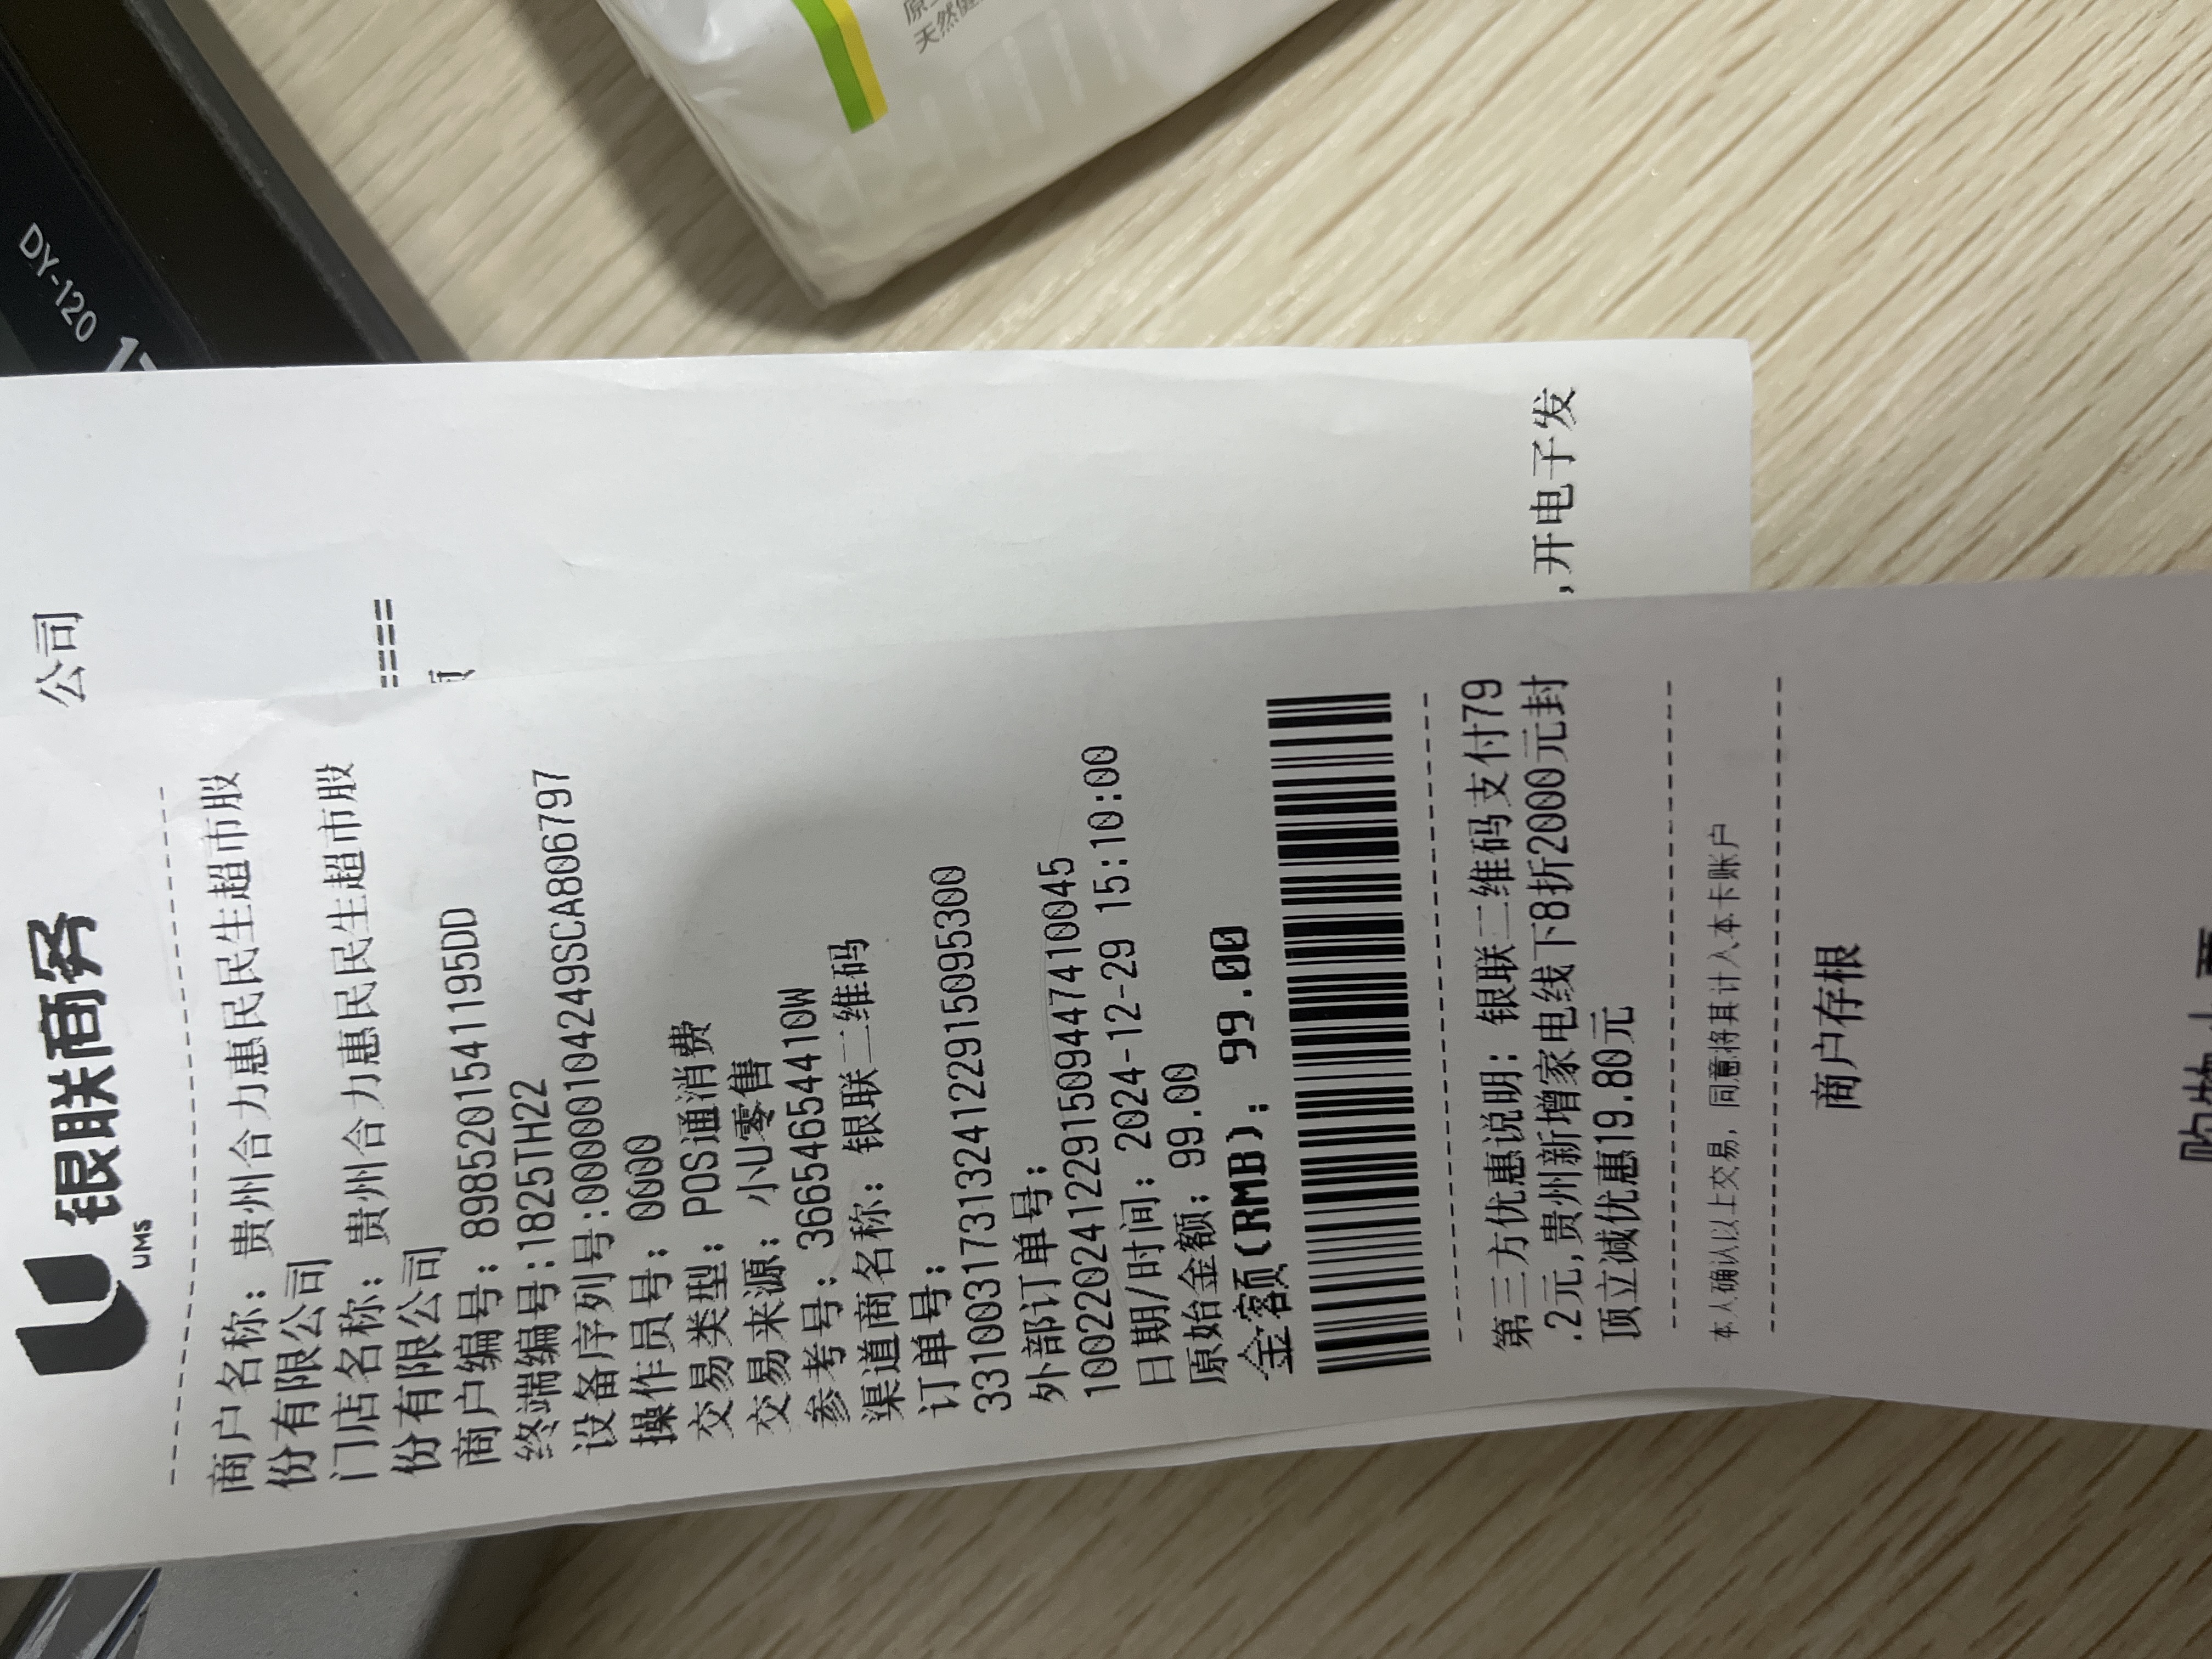 银联商务
UMS
商户名称: 贵州合力惠民民生超市股
份有限公司
门店名称: 贵州合力惠民民生超市股
份有限公司
商户编号: 89852015411195DD
终端编号:1825TH22
设备序列号:00000104249SCA806797
操作员号: 0000
交易类型: POS通消费
交易来源: 小U零售
参考号: 36654654410W
渠道商名称: 银联二维码
订单号:
33100317313241229150953​00
外部订单号:
10022024122915094474​10045
日期/时间: 2024-12-29 15:10:00
原始金额: 99.00
金额(RMB): 99.00
第三方优惠说明: 银联二维码支付79
.2元,贵州新增家电线下8折2000元封
顶立减优惠19.80元
本人确认以上交易, 同意将其计入本卡账户
商户存根
公司
=====
,开电子发
DY-120
天然健